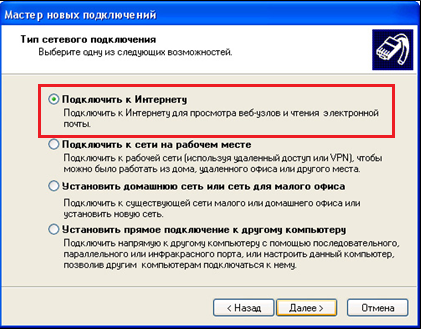 Мастер новых подключений
Тип сетевого подключения
Выберите одну из следующих возможностей.
Подключить к Интернету
Подключить к Интернету для просмотра веб-узлов и чтения электронной
почты.
Подключить к сети на рабочем месте
Подключить к рабочей сети (используя удаленный доступ или VPN), чтобы
можно было работать из дома, удаленного офиса или другого места.
Установить домашнюю сеть или сеть для малого офиса
Подключить к существующей сети малого или домашнего офиса или
установить новую сеть.
Установить прямое подключение к другому компьютеру
Подключить напрямую к другому компьютеру с помощью последовательного,
параллельного или инфракрасного порта, или настроить данный компьютер,
позволив другим компьютерам подключаться к нему.
< Назад Далее > Отмена